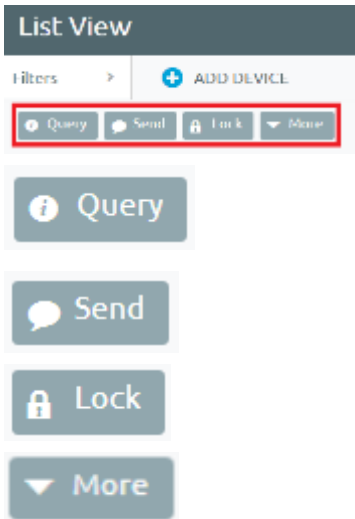 List View
Filters > ADD DEVICE
Query Send Lock More
Query
Send
Lock
More